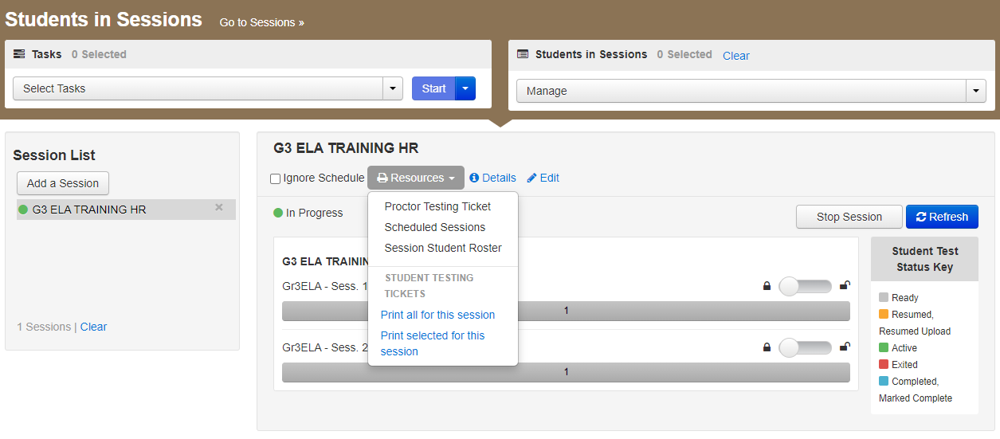 Students in Sessions Go to Sessions »
Tasks 0 Selected
Select Tasks
Start
Students in Sessions 0 Selected Clear
Manage
Session List
Add a Session
G3 ELA TRAINING HR
1 Sessions | Clear
G3 ELA TRAINING HR
Ignore Schedule Resources Details Edit
Proctor Testing Ticket
Scheduled Sessions
Session Student Roster
STUDENT TESTING
TICKETS
Print all for this session
Print selected for this
session
In Progress
Stop Session Refresh
G3 ELA TRAININ
Gr3ELA - Sess. 1
1
Gr3ELA - Sess. 2
1
Student Test
Status Key
Ready
Resumed,
Resumed Upload
Active
Exited
Completed,
Marked Complete